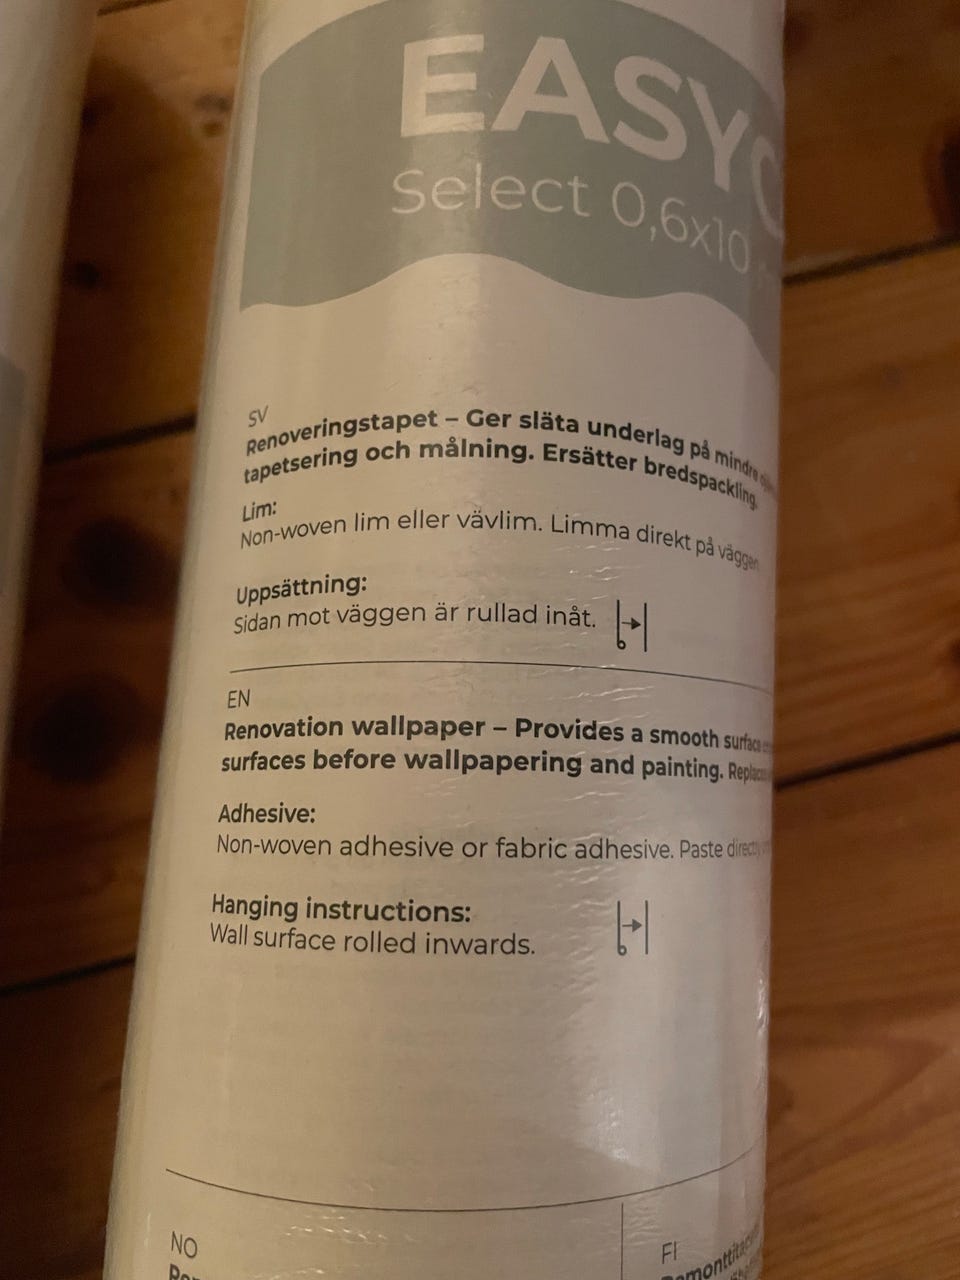 EASYC
Select 0,6x10
SV
Renoveringstapet – Ger släta underlag på mindre
tapetsering och målning. Ersätter bredspackling.
Lim:
Non-woven lim eller vävlim. Limma direkt på väggen
Uppsättning:
Sidan mot väggen är rullad inåt.
EN
Renovation wallpaper – Provides a smooth surface
surfaces before wallpapering and painting. Replaces
Adhesive:
Non-woven adhesive or fabric adhesive. Paste directly
Hanging instructions:
Wall surface rolled inwards.
NO
FI